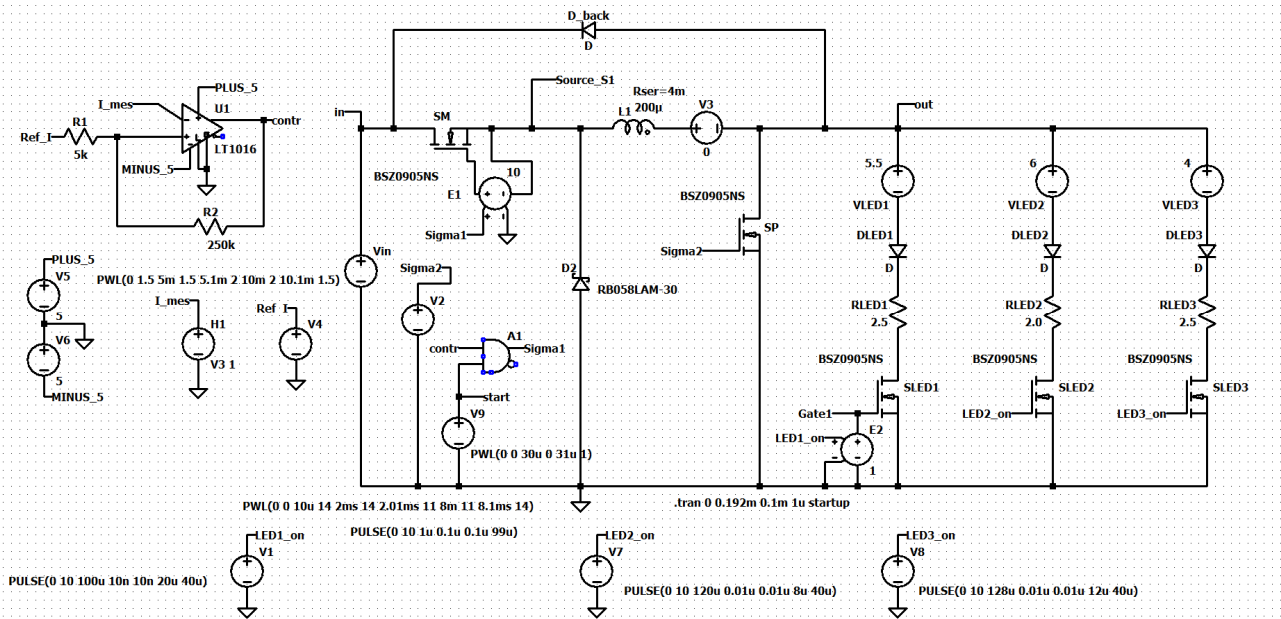 D_back
D
PLUS_5
I_mes
U1
contr
R1
Ref_I
5k
LT1016
MINUS_5
R2
250k
in
SM
Source_S1
Rser=4m
L1
200µ
V3
0
out
BSZ0905NS
E1
10
Sigma1
BSZ0905NS
SP
Sigma2
5.5
VLED1
6
VLED2
4
VLED3
DLED1
D
DLED2
D
DLED3
D
PLUS_5
V5
5
V6
5
MINUS_5
PWL(0 1.5 5m 1.5 5.1m 2 10m 2 10.1m 1.5)
I_mes
H1
V3 1
Ref_I
V4
Vin
Sigma2
V2
D2
RB058LAM-30
contr
A1
Sigma1
start
V9
PWL(0 0 30u 0 31u 1)
RLED1
2.5
RLED2
2.0
RLED3
2.5
BSZ0905NS
SLED1
BSZ0905NS
SLED2
BSZ0905NS
SLED3
Gate1
LED1_on
E2
1
LED2_on
LED3_on
PWL(0 0 10u 14 2ms 14 2.01ms 11 8m 11 8.1ms 14)
.tran 0 0.192m 0.1m 1u startup
PULSE(0 10 1u 0.1u 0.1u 99u)
LED1_on
V1
PULSE(0 10 100u 10n 10n 20u 40u)
LED2_on
V7
PULSE(0 10 120u 0.01u 0.01u 8u 40u)
LED3_on
V8
PULSE(0 10 128u 0.01u 0.01u 12u 40u)